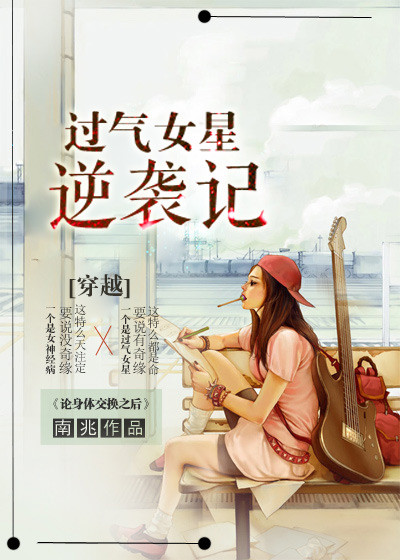 过气女星
逆袭记
[穿越]
一个是女神经病
要说没奇缘
这特么天注定
X
一个是过气女星
要说有奇缘
这特么都是命
《论身体交换之后》
南兆作品